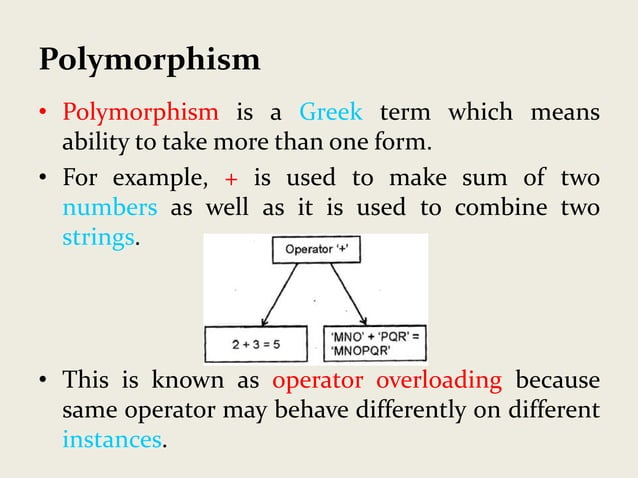 Polymorphism
• Polymorphism is a Greek term which means
ability to take more than one form.
• For example, + is used to make sum of two
numbers as well as it is used to combine two
strings.
Operator '+'
2 + 3 = 5
'MNO' + 'PQR' =
'MNOPQR'
• This is known as operator overloading because
same operator may behave differently on different
instances.